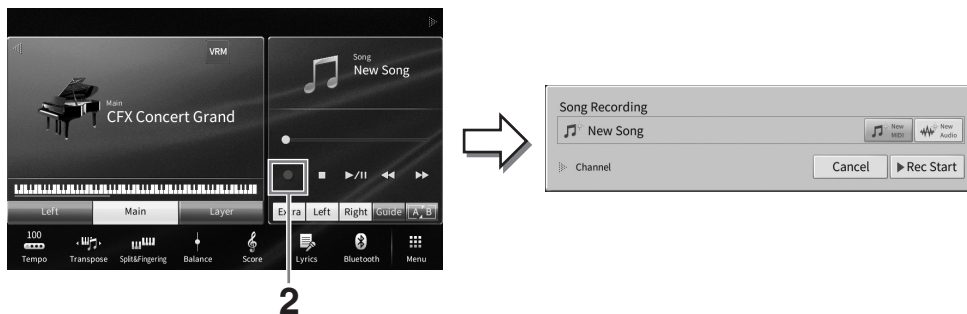 VRM
Main
CFX Concert Grand
Left Main Layer
Song
New Song
Extra Left Right Guide A B
100
Tempo Transpose Split&Fingering Balance Score Lyrics Bluetooth Menu
2
Song Recording
New Song
New MIDI
New Audio
Channel
Cancel
Rec Start